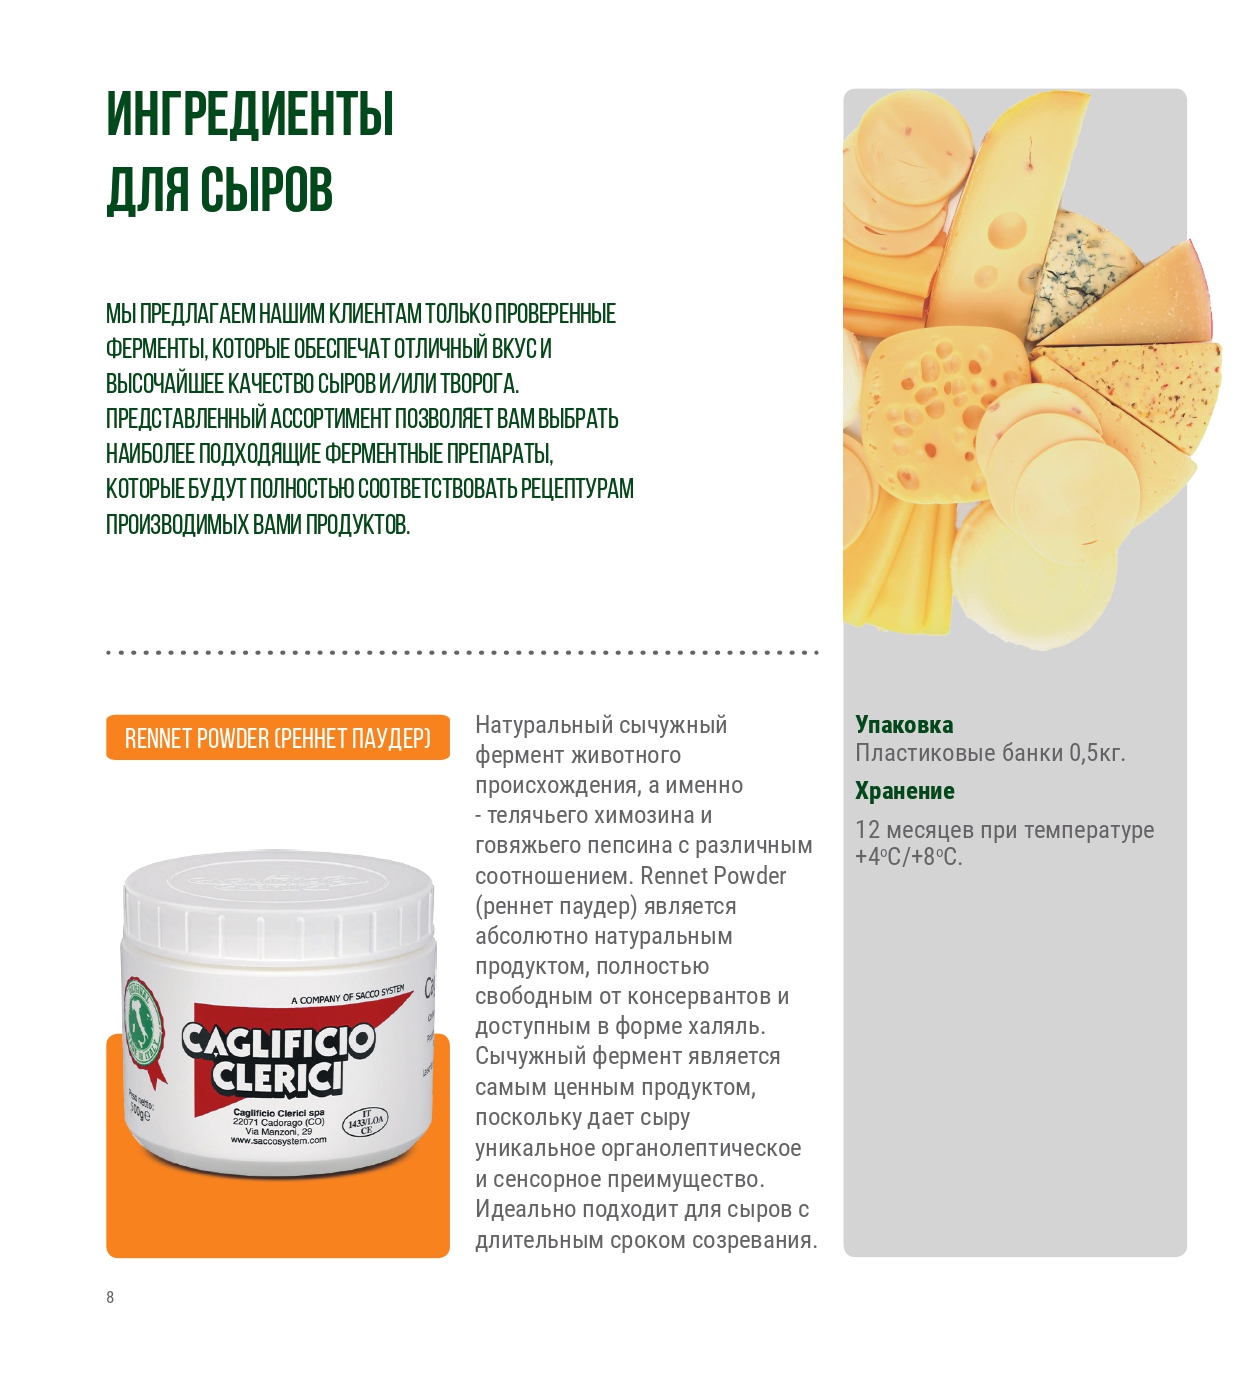 ИНГРЕДИЕНТЫ
ДЛЯ СЫРОВ
МЫ ПРЕДЛАГАЕМ НАШИМ КЛИЕНТАМ ТОЛЬКО ПРОВЕРЕННЫЕ
ФЕРМЕНТЫ, КОТОРЫЕ ОБЕСПЕЧАТ ОТЛИЧНЫЙ ВКУС И
ВЫСОЧАЙШЕЕ КАЧЕСТВО СЫРОВ И/ИЛИ ТВОРОГА.
ПРЕДСТАВЛЕННЫЙ АССОРТИМЕНТ ПОЗВОЛЯЕТ ВАМ ВЫБРАТЬ
НАИБОЛЕЕ ПОДХОДЯЩИЕ ФЕРМЕНТНЫЕ ПРЕПАРАТЫ,
КОТОРЫЕ БУДУТ ПОЛНОСТЬЮ СООТВЕТСТВОВАТЬ РЕЦЕПТУРАМ
ПРОИЗВОДИМЫХ ВАМИ ПРОДУКТОВ.
RENNET POWDER (РЕННЕТ ПАУДЕР)
A COMPANY OF SACCO SYSTEM
CAGLIFICIO
CLERICI
Caglificio Clerici spa
22071 Cadorago (CO)
Via Manzoni, 29
www.saccosystem.com
IT
1433/LOA
CE
Peso netto:
500g℮
Натуральный сычужный
фермент животного
происхождения, а именно
- телячьего химозина и
говяжьего пепсина с различным
соотношением. Rennet Powder
(реннет паудер) является
абсолютно натуральным
продуктом, полностью
свободным от консервантов и
доступным в форме халяль.
Сычужный фермент является
самым ценным продуктом,
поскольку дает сыру
уникальное органолептическое
и сенсорное преимущество.
Идеально подходит для сыров с
длительным сроком созревания.
Упаковка
Пластиковые банки 0,5кг.
Хранение
12 месяцев при температуре
+4ºС/+8ºС.
8